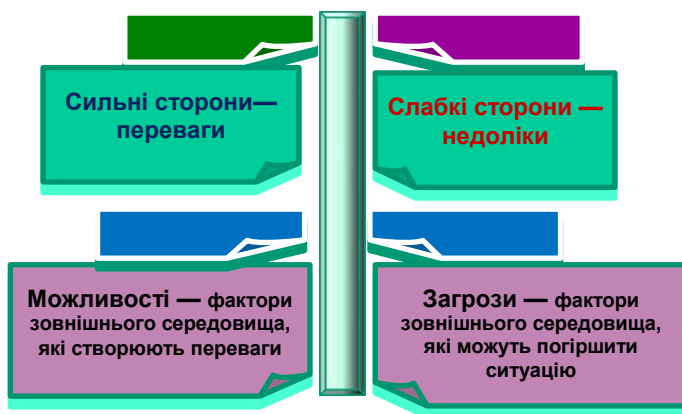 Сильні сторони—
переваги
Слабкі сторони —
недоліки
Можливості — фактори
зовнішнього середовища,
які створюють переваги
Загрози — фактори
зовнішнього середовища,
які можуть погіршити
ситуацію